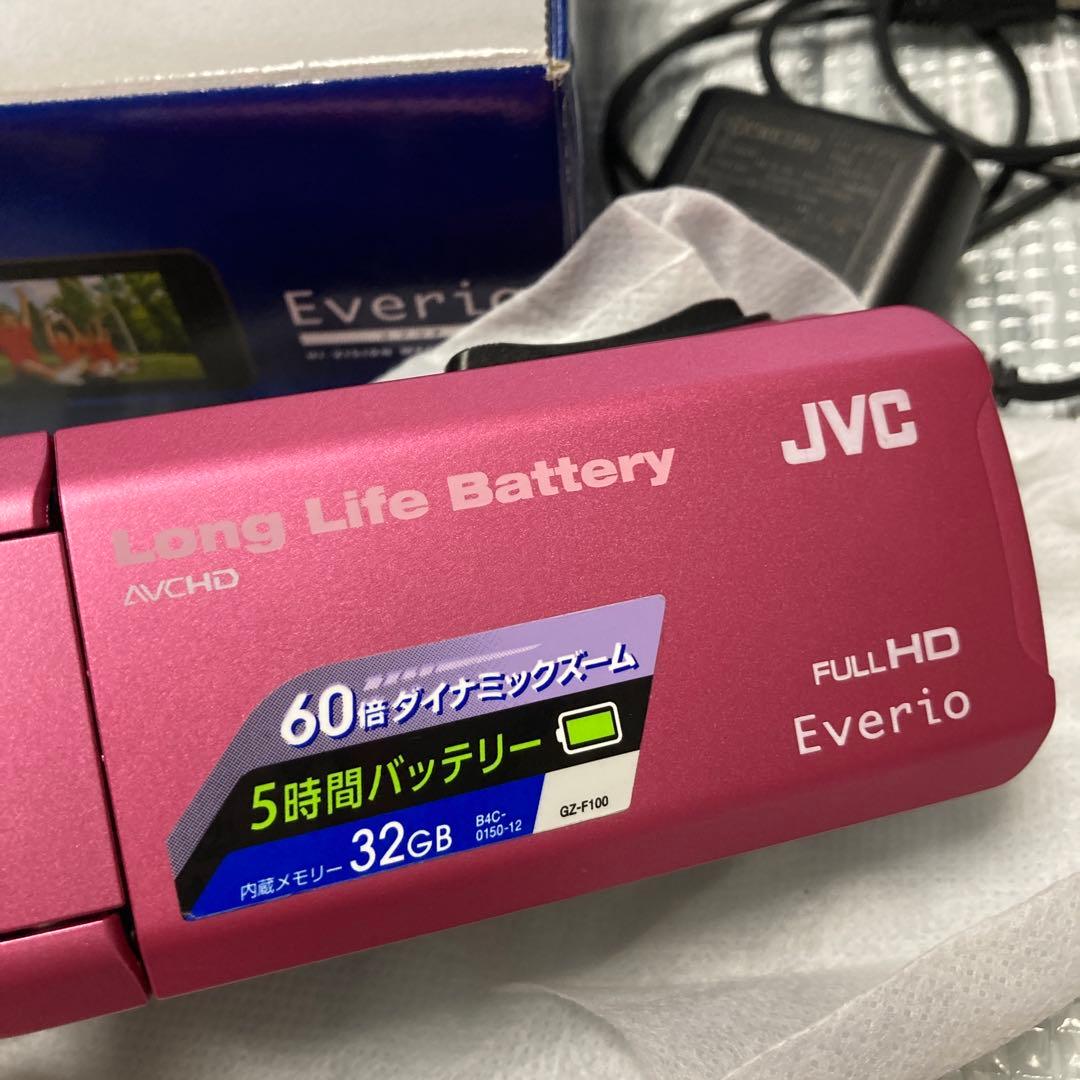 Everio
JVC
Long Life Battery
AVCHD
60倍ダイナミックズーム
5時間バッテリー
内蔵メモリー 32GB
B4C-
0150-12
GZ-F100
FULL HD
Everio